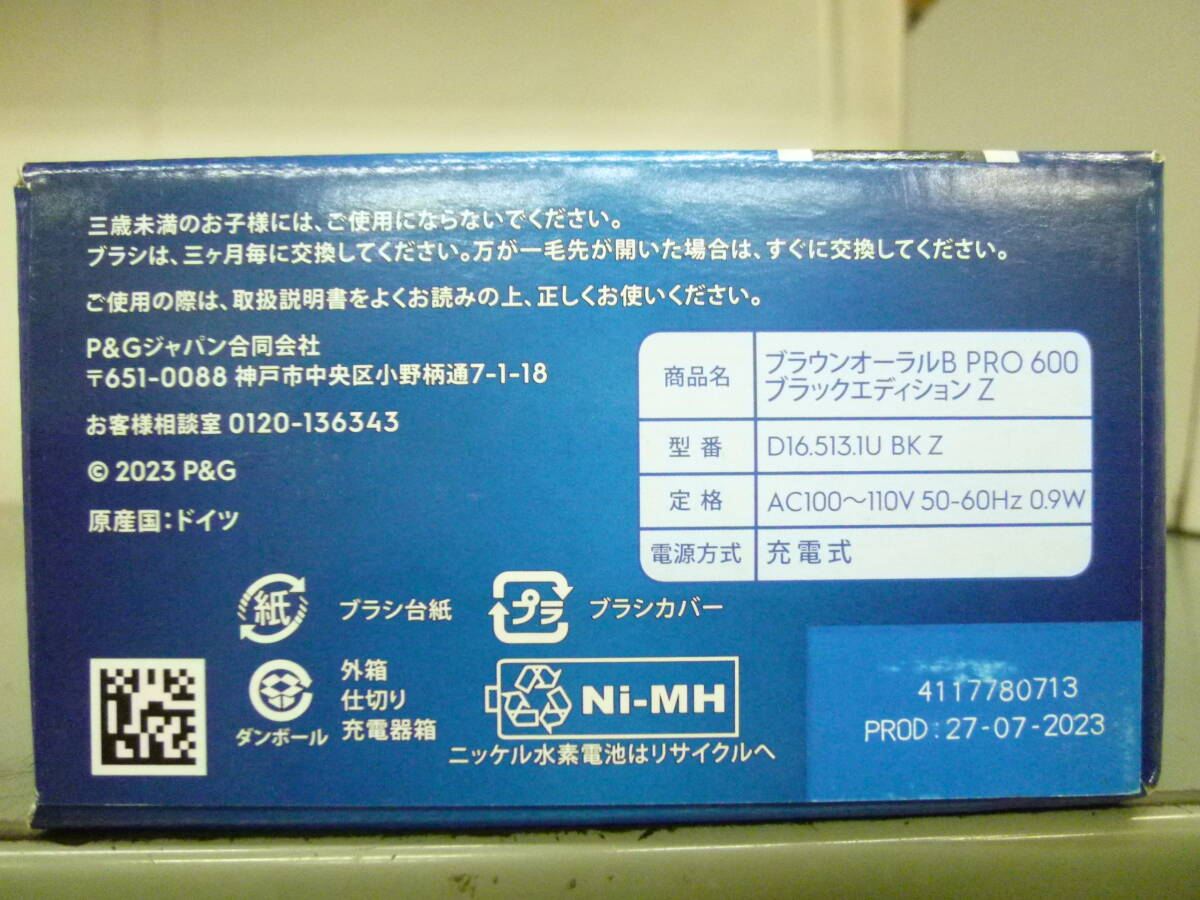 三歳未満のお子様には、ご使用にならないでください。
ブラシは、三ヶ月毎に交換してください。万が一毛先が開いた場合は、すぐに交換してください。
ご使用の際は、取扱説明書をよくお読みの上、正しくお使いください。
P&Gジャパン合同会社
〒651-0088 神戸市中央区小野柄通7-1-18
お客様相談室 0120-136343
© 2023 P&G
原産国：ドイツ
商品名
ブラウンオーラルB PRO 600
ブラックエディション Z
型番 D16.513.1U BK Z
定格 AC100〜110V 50-60Hz 0.9W
電源方式 充電式
紙 ブラシ台紙
プラ ブラシカバー
ダンボール
外箱
仕切り
充電器箱
Ni-MH
ニッケル水素電池はリサイクルへ
4117780713
PROD：27-07-2023